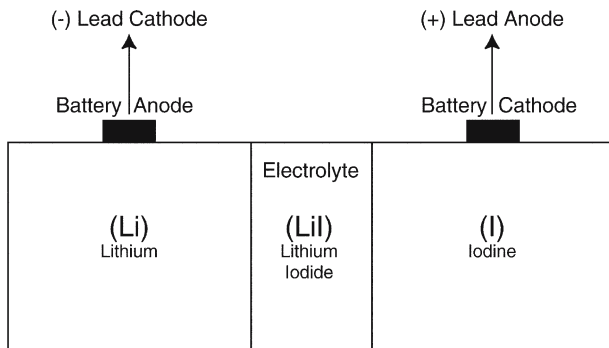 (-) Lead Cathode
(+) Lead Anode
Battery Anode
Battery Cathode
Electrolyte
(Li)
Lithium
(LiI)
Lithium
Iodide
(I)
Iodine